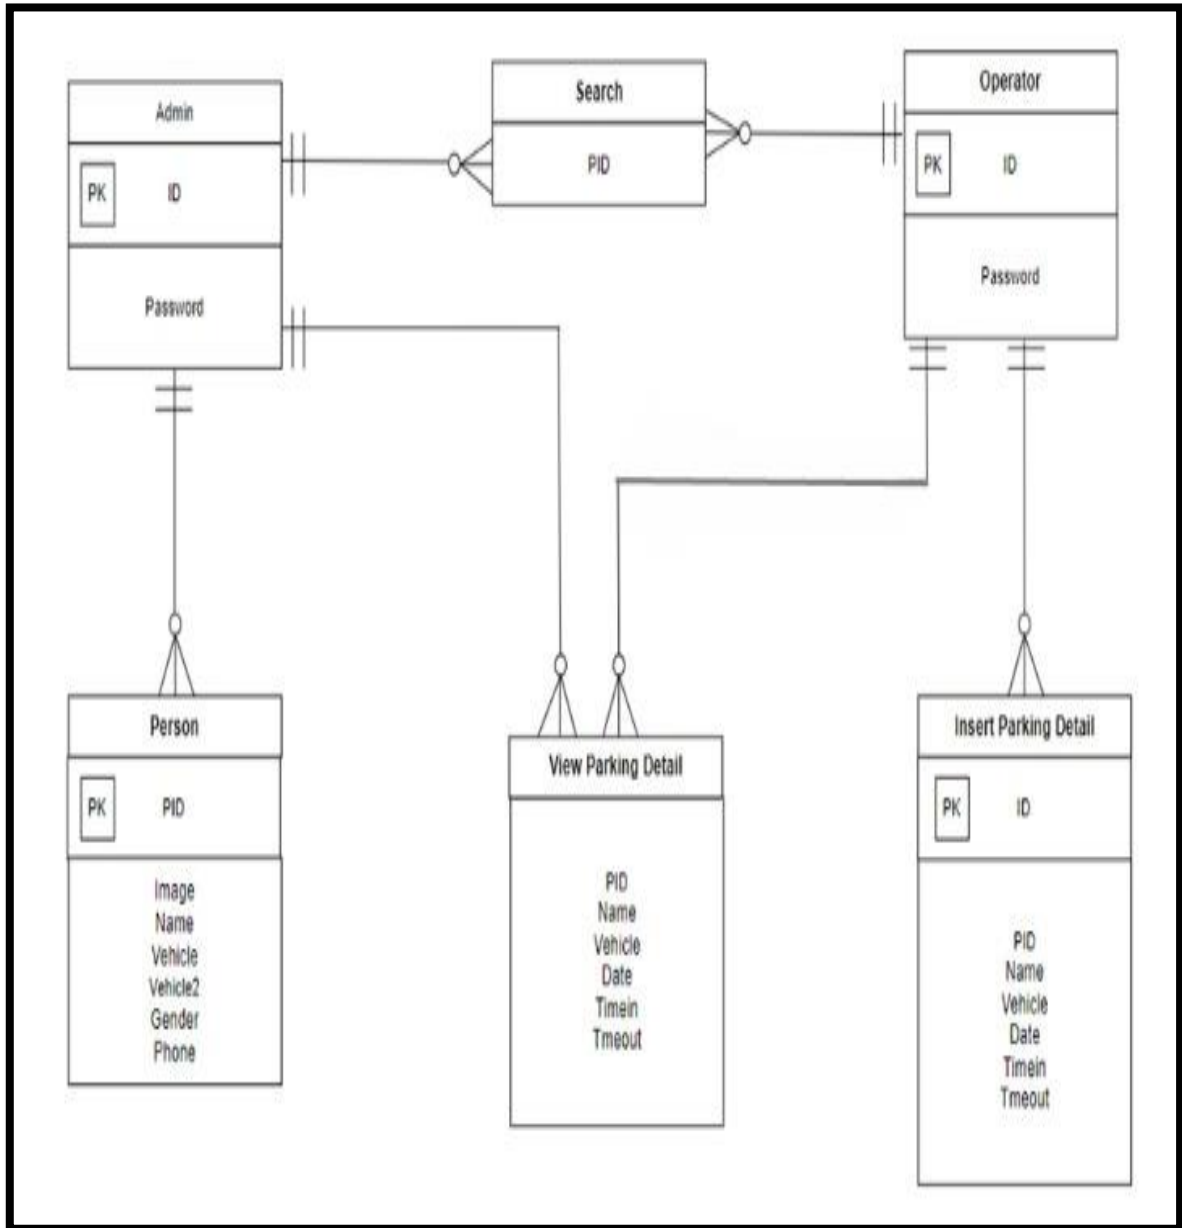 Admin
PK ID
Password
Search
PID
Operator
PK ID
Password
Person
PK PID
Image
Name
Vehicle
Vehicle2
Gender
Phone
View Parking Detail
PID
Name
Vehicle
Date
Timein
Tmeout
Insert Parking Detail
PK ID
PID
Name
Vehicle
Date
Timein
Tmeout